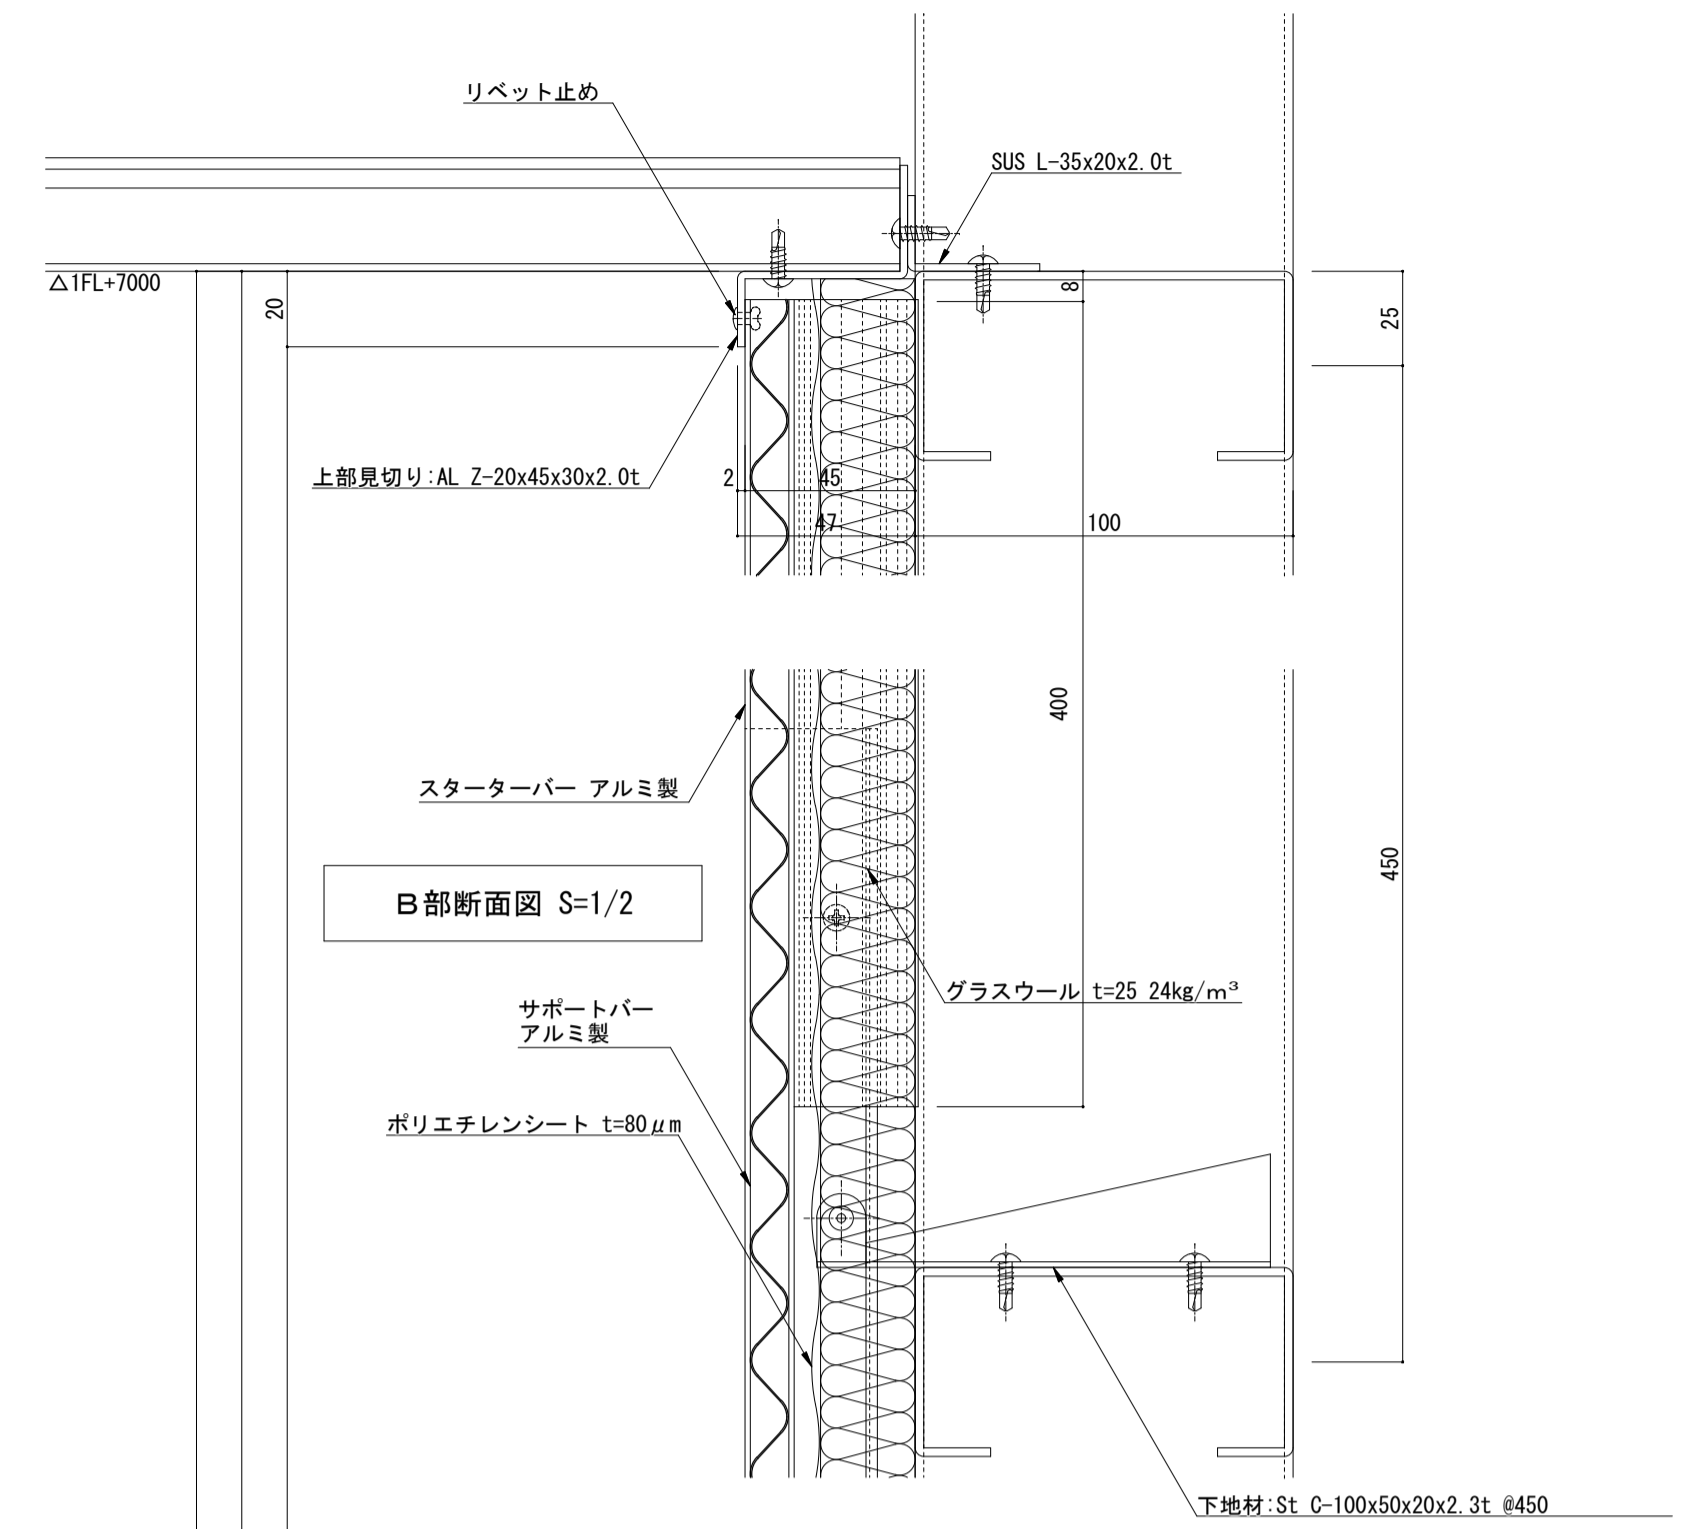 リベット止め
SUS L-35x20x2.0t
△1FL+7000
20
8
25
上部見切り:AL Z-20x45x30x2.0t
2
45
47
100
400
スターターバー アルミ製
450
B部断面図 S=1/2
グラスウール t=25 24kg/m³
サポートバー
アルミ製
ポリエチレンシート t=80μm
下地材:St C-100x50x20x2.3t @450